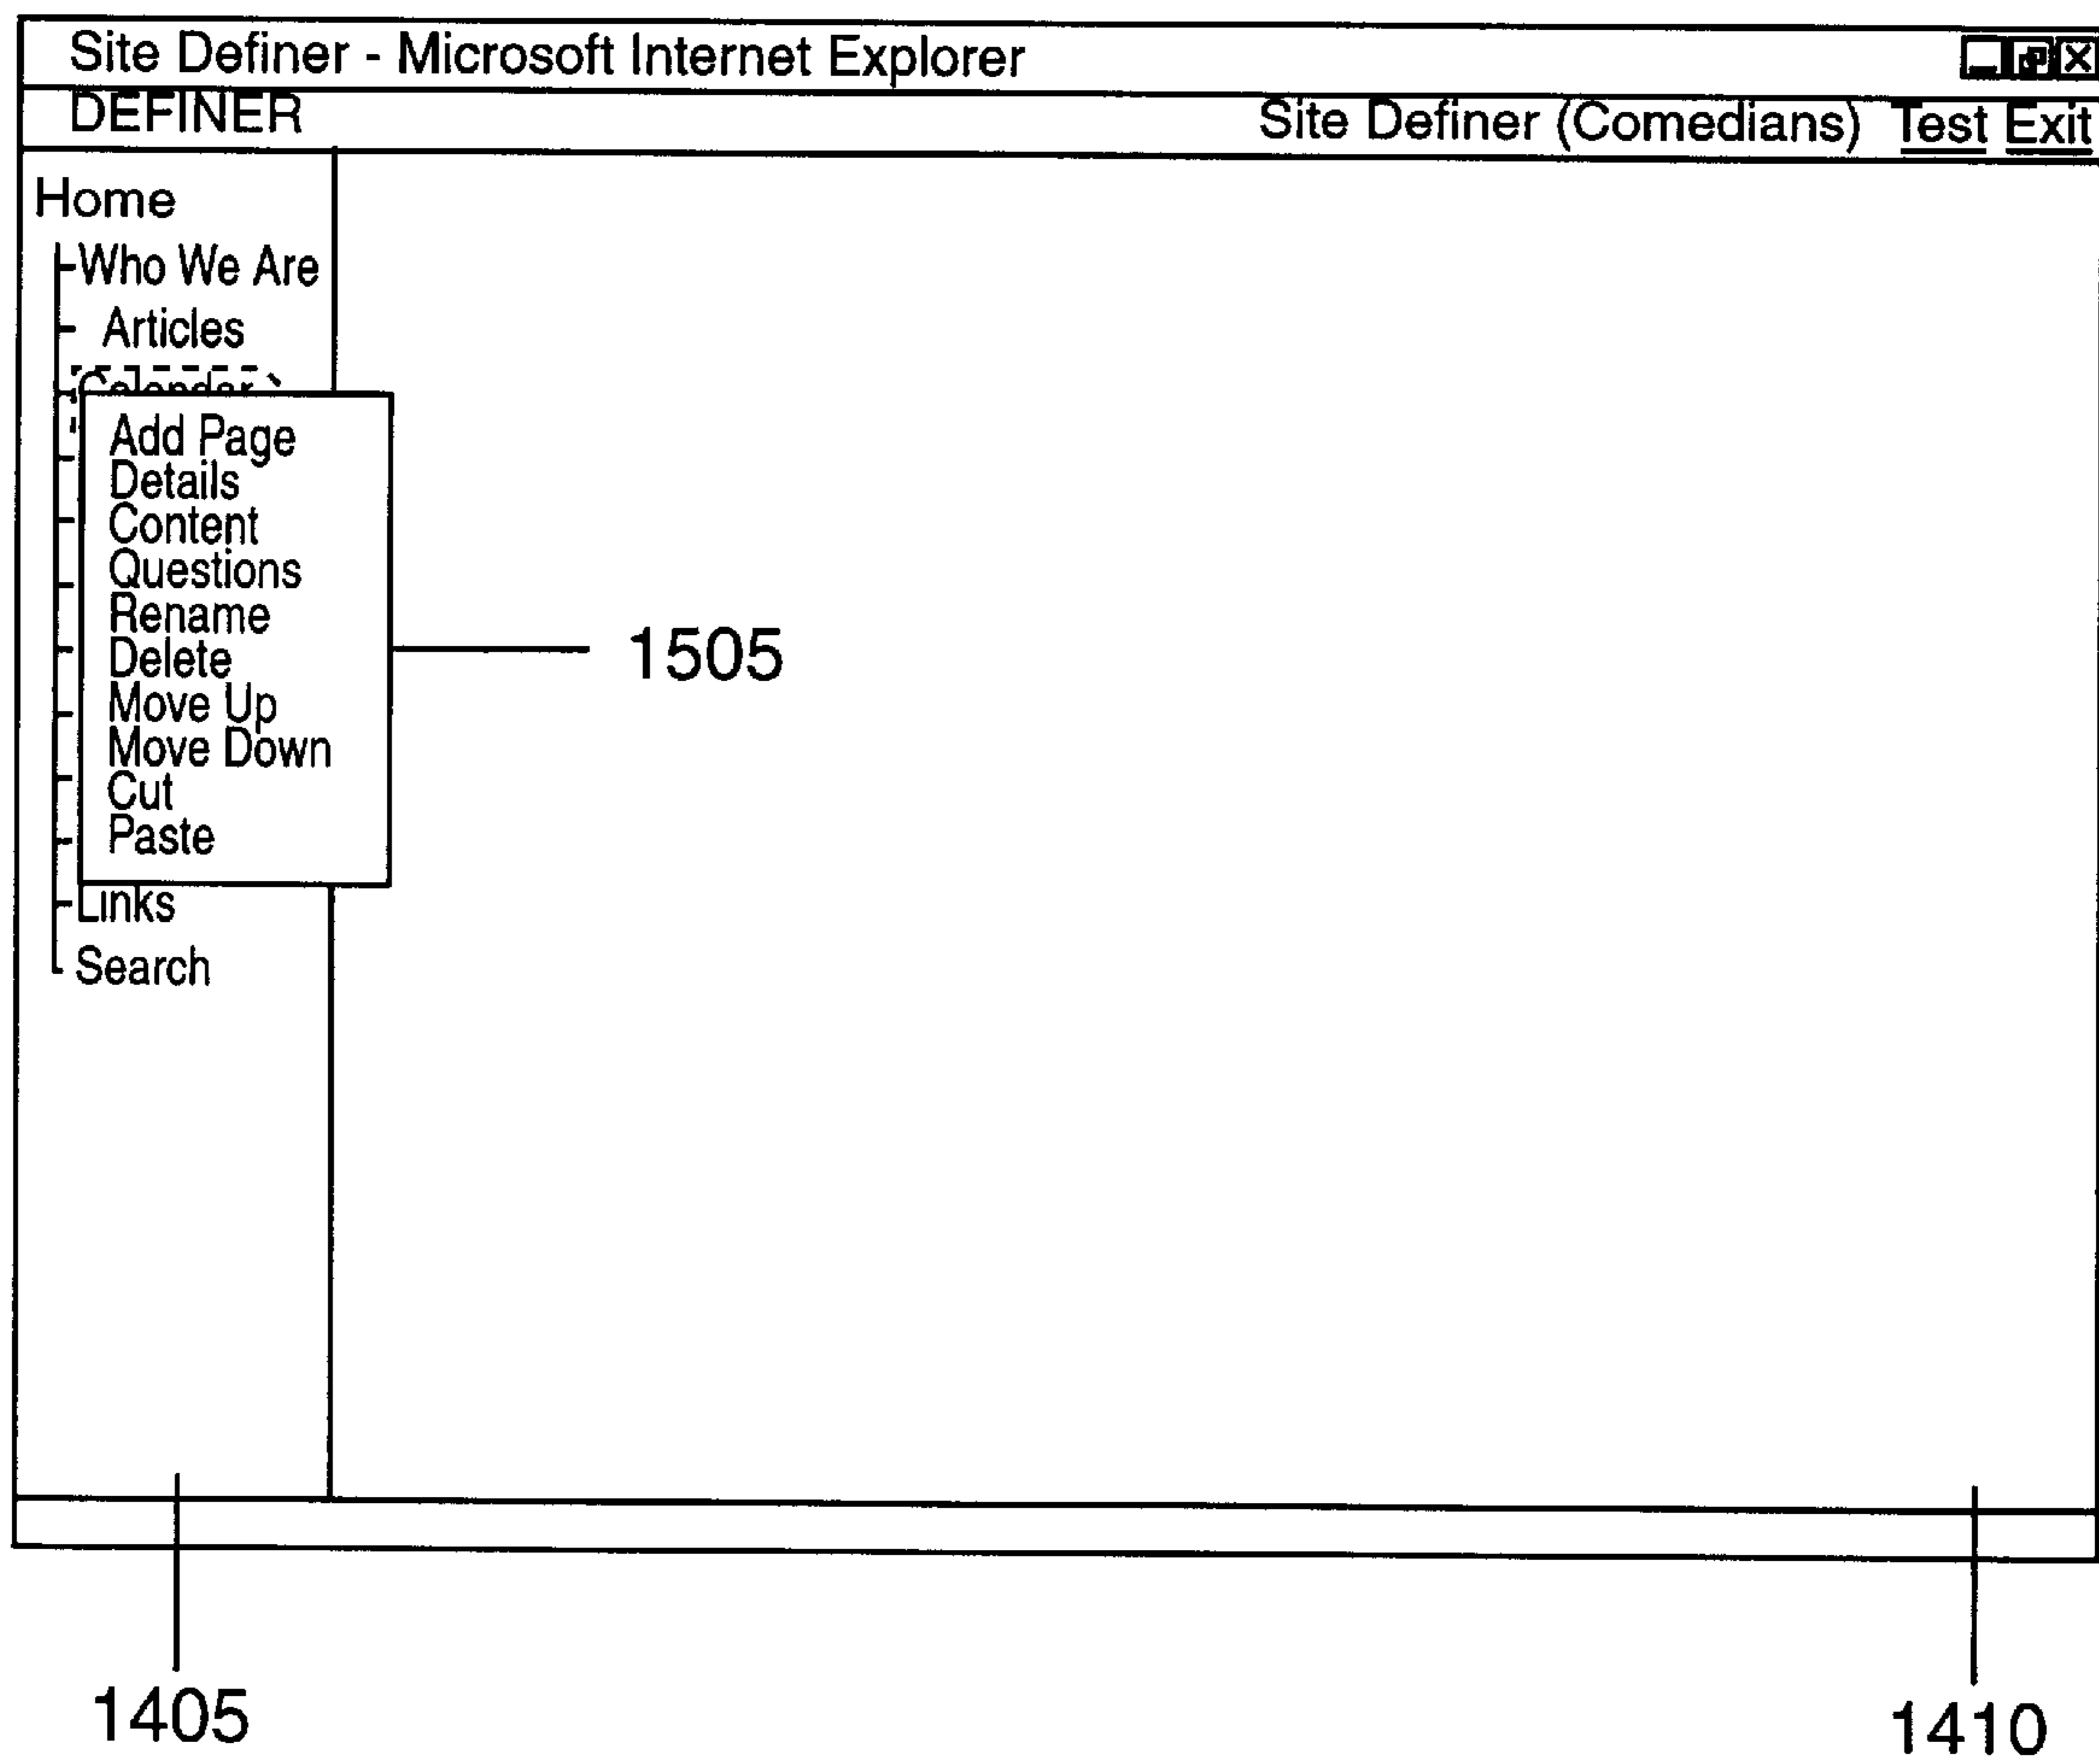 Site Definer - Microsoft Internet Explorer
DEFINER Site Definer (Comedians) Test Exit
Home
Who We Are
Articles
Calendar
Add Page
Details
Content
Questions
Rename
Delete
Move Up
Move Down
Cut
Paste
1505
Links
Search
1405 1410